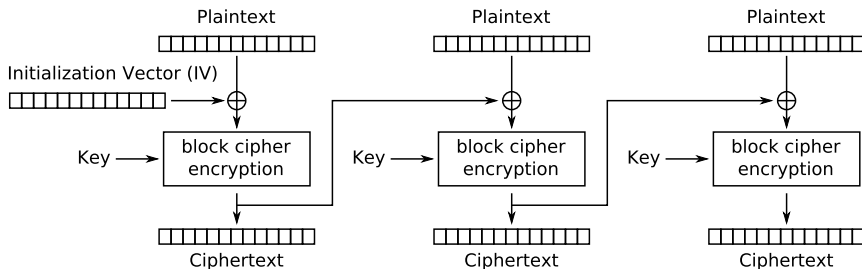 Plaintext
Plaintext
Plaintext
Initialization Vector (IV)
Key
block cipher
encryption
Key
block cipher
encryption
Key
block cipher
encryption
Ciphertext
Ciphertext
Ciphertext